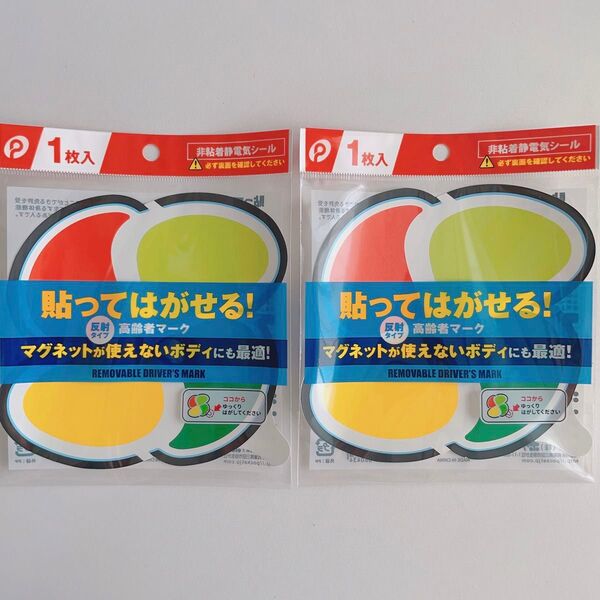 1枚入
非粘着静電気シール
必ず裏面を確認してください
貼ってはがせる!
反射タイプ
高齢者マーク
マグネットが使えないボディにも最適!
REMOVABLE DRIVER'S MARK
ココから
ゆっくり
はがしてください
1枚入
非粘着静電気シール
必ず裏面を確認してください
貼ってはがせる!
反射タイプ
高齢者マーク
マグネットが使えないボディにも最適!
REMOVABLE DRIVER'S MARK
ココから
ゆっくり
はがしてください